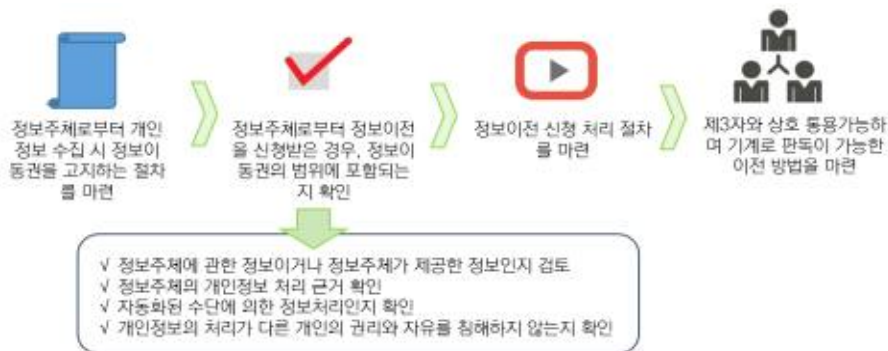 정보주체로부터 개인
정보 수집 시 정보이
동권을 고지하는 절차
를 마련
정보주체로부터 정보이전
을 신청받은 경우, 정보이
동권의 범위에 포함되는
지 확인
정보이전 신청 처리 절차
를 마련
제3자와 상호 통용가능하
며 기계로 판독이 가능한
이전 방법을 마련
√ 정보주체에 관한 정보이거나 정보주체가 제공한 정보인지 검토
√ 정보주체의 개인정보 처리 근거 확인
√ 자동화된 수단에 의한 정보처리인지 확인
√ 개인정보의 처리가 다른 개인의 권리와 자유를 침해하지 않는지 확인